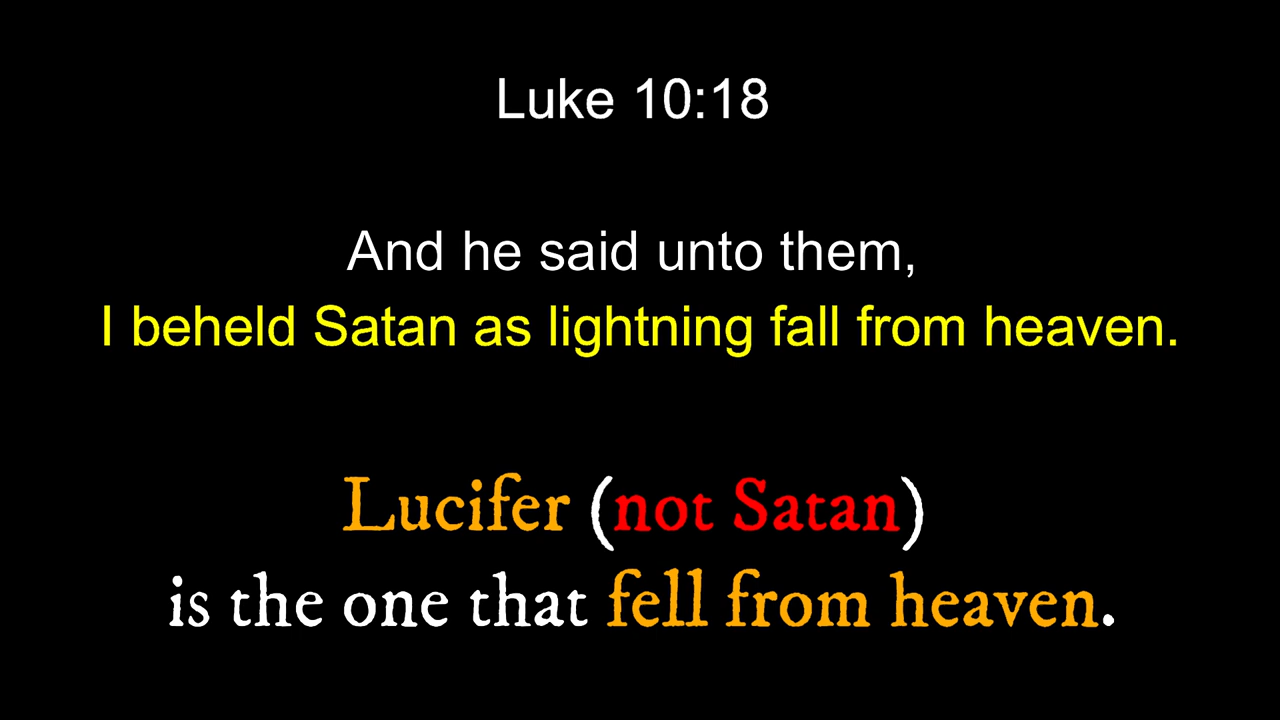 Luke 10:18
And he said unto them,
I beheld Satan as lightning fall from heaven.
Lucifer (not Satan)
is the one that fell from heaven.